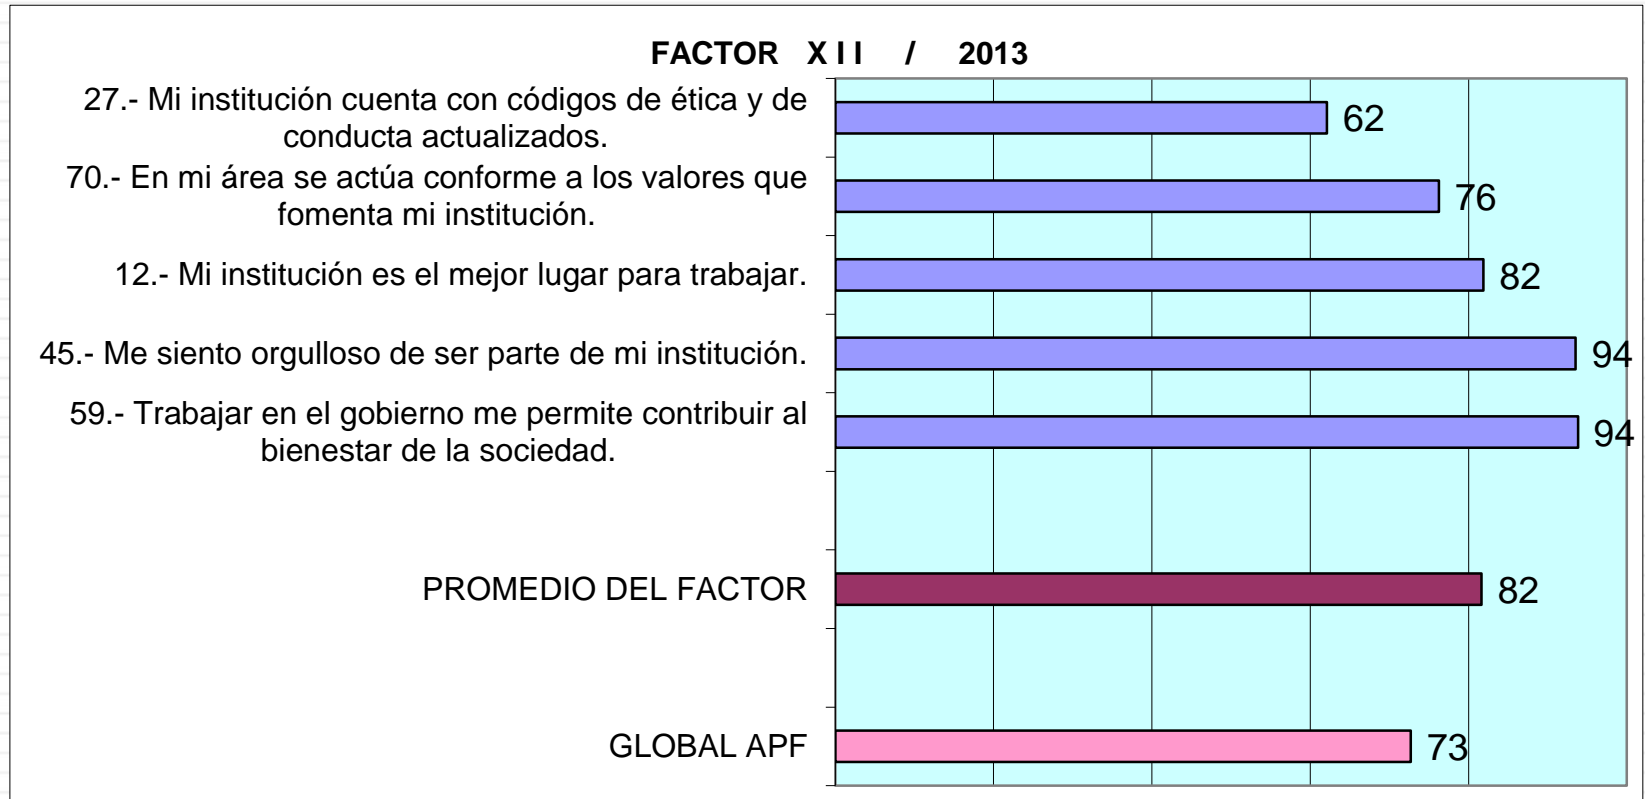 FACTOR XII / 2013
27.- Mi institución cuenta con códigos de ética y de
conducta actualizados.
62
70.- En mi área se actúa conforme a los valores que
fomenta mi institución.
76
12.- Mi institución es el mejor lugar para trabajar.
82
45.- Me siento orgulloso de ser parte de mi institución.
94
59.- Trabajar en el gobierno me permite contribuir al
bienestar de la sociedad.
94
PROMEDIO DEL FACTOR
82
GLOBAL APF
73